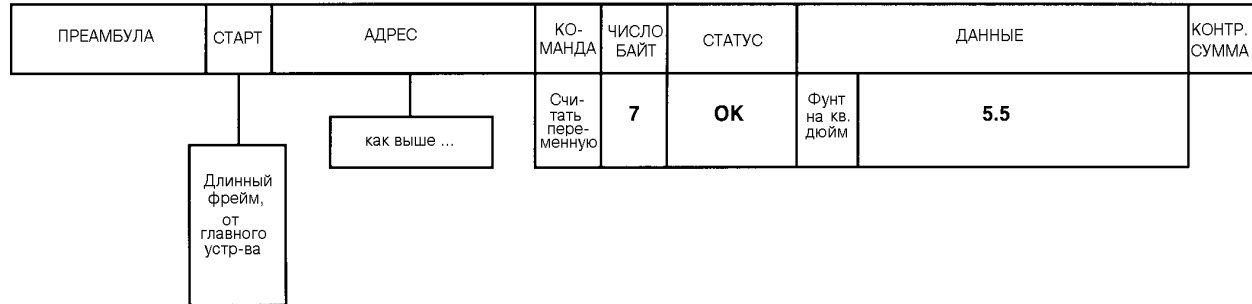 ПРЕАМБУЛА
СТАРТ
АДРЕС
КО-
МАНДА
ЧИСЛО
БАЙТ
СТАТУС
ДАННЫЕ
КОНТР.
СУММА
Счи-
тать
пере-
менную
7
OK
Фунт
на кв.
дюйм
5.5
как выше ...
Длинный
фрейм,
от
главного
устр-ва